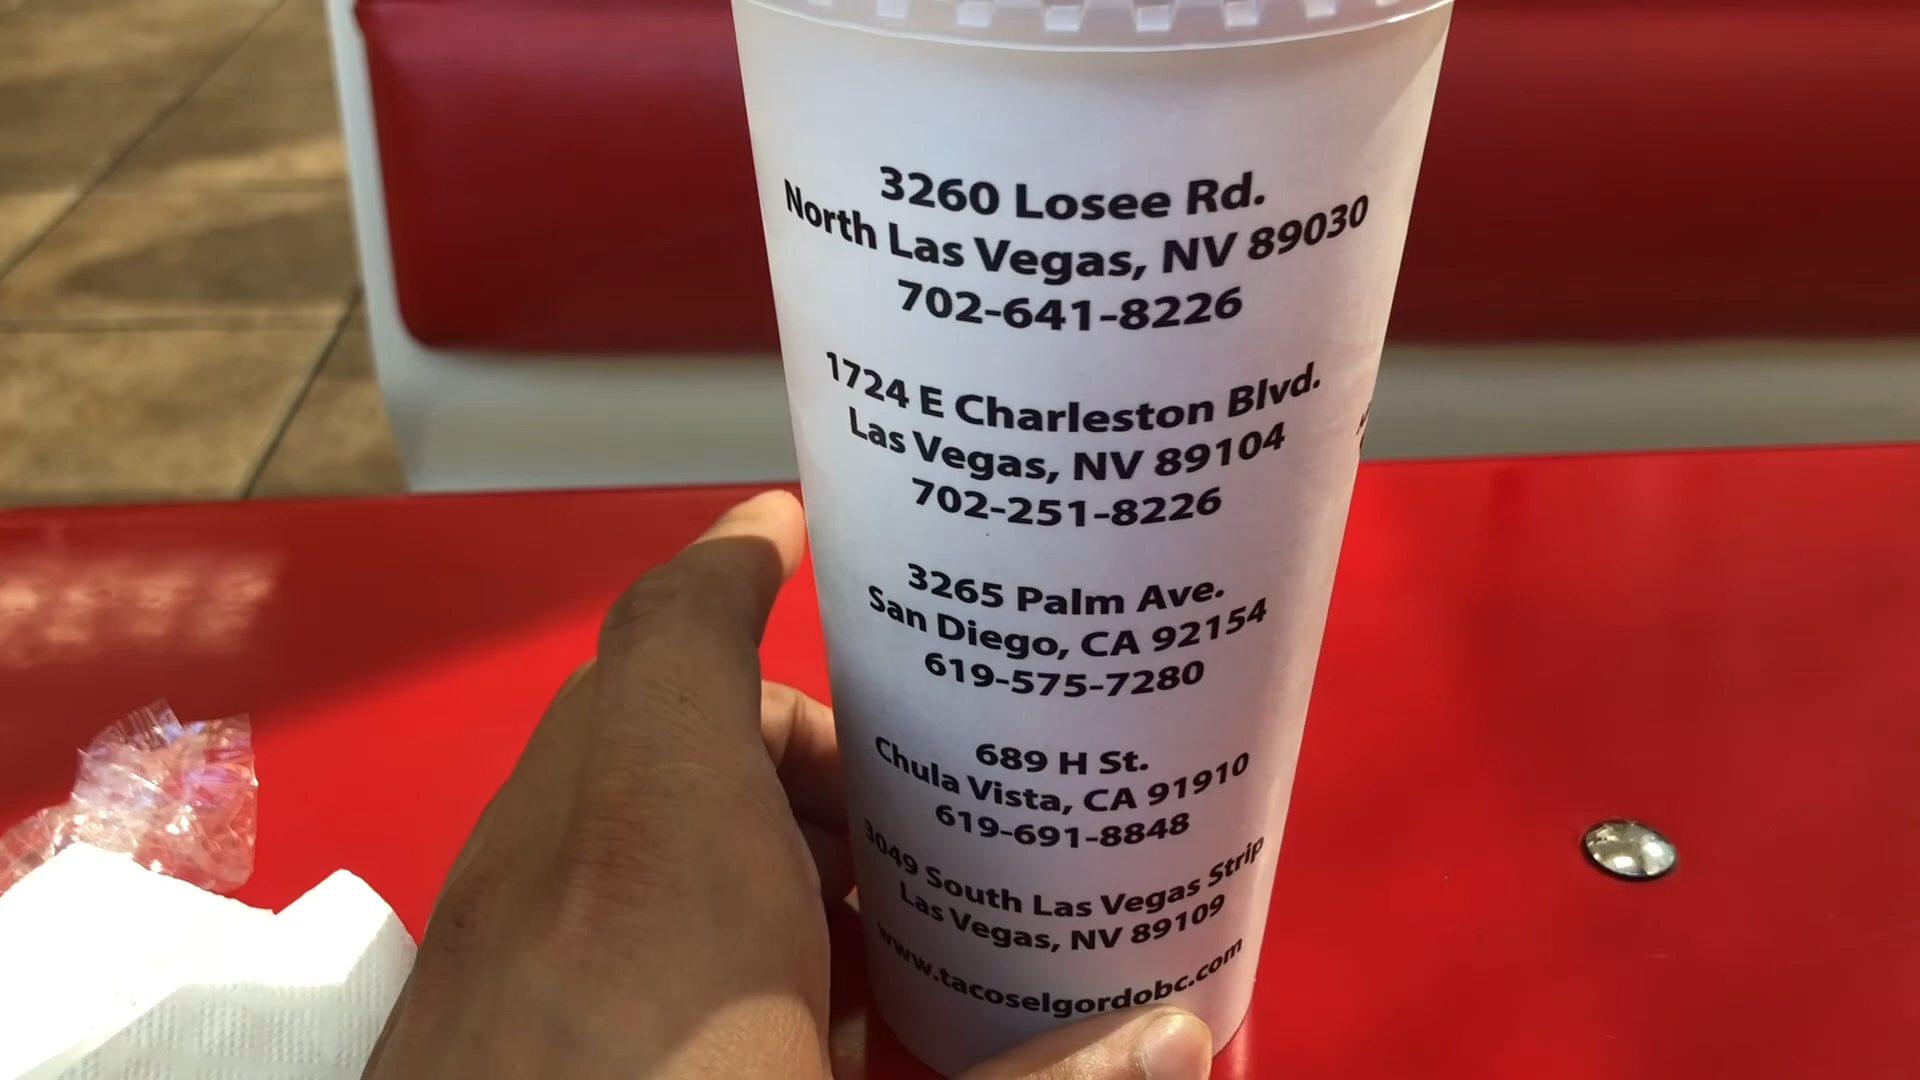 3260 Losee Rd.
North Las Vegas, NV 89030
702-641-8226
1724 E Charleston Blvd.
Las Vegas, NV 89104
702-251-8226
3265 Palm Ave.
San Diego, CA 92154
619-575-7280
689 H St.
Chula Vista, CA 91910
619-691-8848
3049 South Las Vegas Strip
Las Vegas, NV 89109
www.tacoselgordobc.com